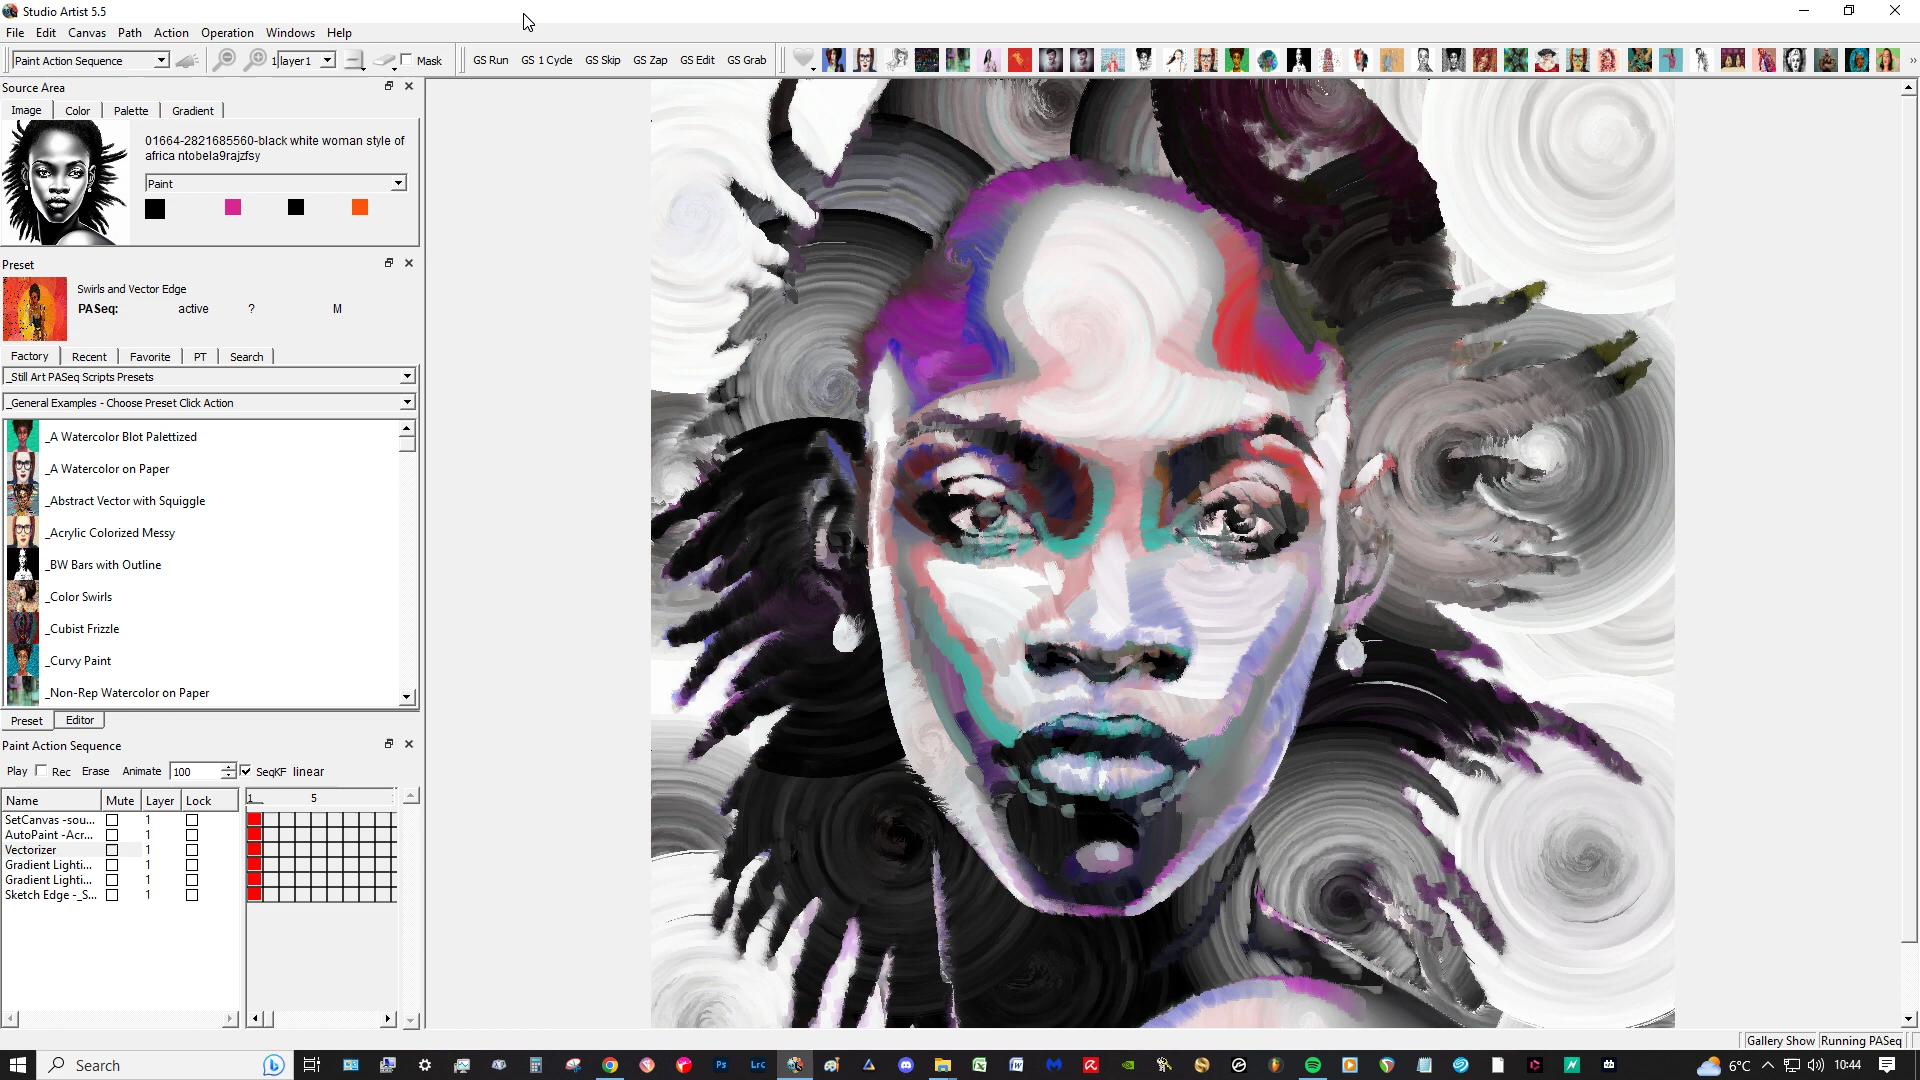 Studio Artist 5.5
File Edit Canvas Path Action Operation Windows Help
Paint Action Sequence 1 layer1 Mask GS Run GS 1 Cycle GS Skip GS Zap GS Edit GS Grab
Source Area
Image Color Palette Gradient
01664-2821685560-black white woman style of
africa ntobela9rajzfsy
Paint
Preset
Swirls and Vector Edge
PASeq: active ? M
Factory Recent Favorite PT Search
_Still Art PASeq Scripts Presets
_General Examples - Choose Preset Click Action
_A Watercolor Blot Palettized
_A Watercolor on Paper
_Abstract Vector with Squiggle
_Acrylic Colorized Messy
_BW Bars with Outline
_Color Swirls
_Cubist Frizzle
_Curvy Paint
_Non-Rep Watercolor on Paper
Preset Editor
Paint Action Sequence
Play Rec Erase Animate 100 SeqKF linear
Name Mute Layer Lock 1 5
SetCanvas -sou... 1
AutoPaint -Acr... 1
Vectorizer 1
Gradient Lighti... 1
Gradient Lighti... 1
Sketch Edge -_S... 1
Gallery Show Running PASeq
Search Ps Lrc 6°C 10:44